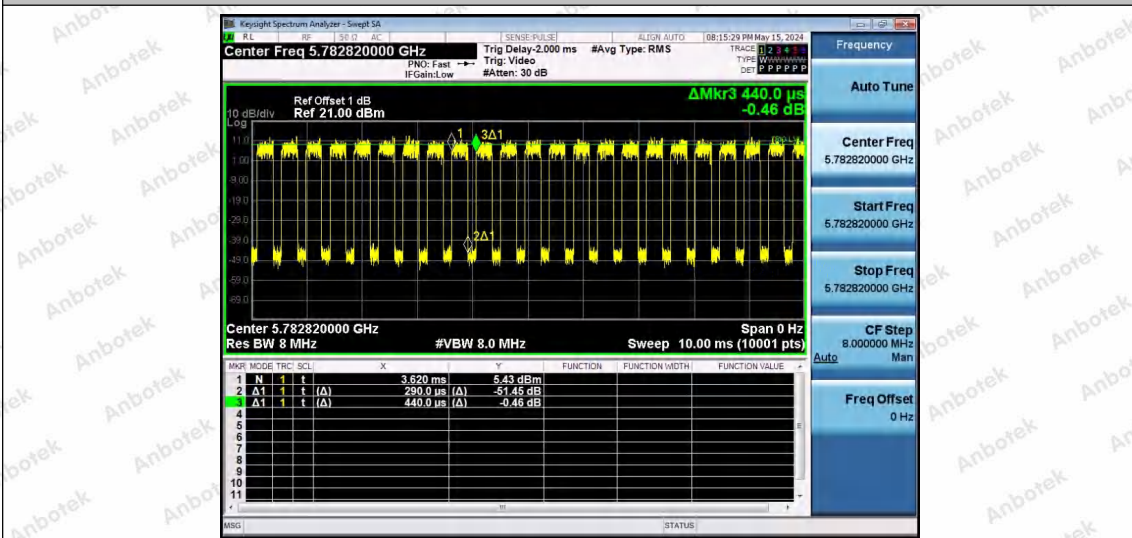 Keysight Spectrum Analyzer - Swept SA
RL RF 50 Ω AC SENSE:PULSE ALIGN AUTO 08:15:29 PM May 15, 2024
Center Freq 5.782820000 GHz
PNO: Fast
IFGain:Low
Trig Delay-2.000 ms
Trig: Video
#Atten: 30 dB
#Avg Type: RMS
TRACE 1 2 3 4 5 6
TYPE W
DET P P P P P P
ΔMkr3 440.0 µs
-0.46 dB
Ref Offset 1 dB
10 dB/div Ref 21.00 dBm
Log
11.0
1.00
-9.00
-19.0
-29.0
-39.0
-49.0
-59.0
-69.0
1
3Δ1
2Δ1
Center 5.782820000 GHz Span 0 Hz
Res BW 8 MHz #VBW 8.0 MHz Sweep 10.00 ms (10001 pts)
MKR MODE TRC SCL X Y FUNCTION FUNCTION WIDTH FUNCTION VALUE
1 N 1 t 3.620 ms 5.43 dBm
2 Δ1 1 t (Δ) 290.0 µs (Δ) -51.45 dB
3 Δ1 1 t (Δ) 440.0 µs (Δ) -0.46 dB
4
5
6
7
8
9
10
11
MSG STATUS
Frequency
Auto Tune
Center Freq
5.782820000 GHz
Start Freq
5.782820000 GHz
Stop Freq
5.782820000 GHz
CF Step
8.000000 MHz
Auto Man
Freq Offset
0 Hz
Anbotek